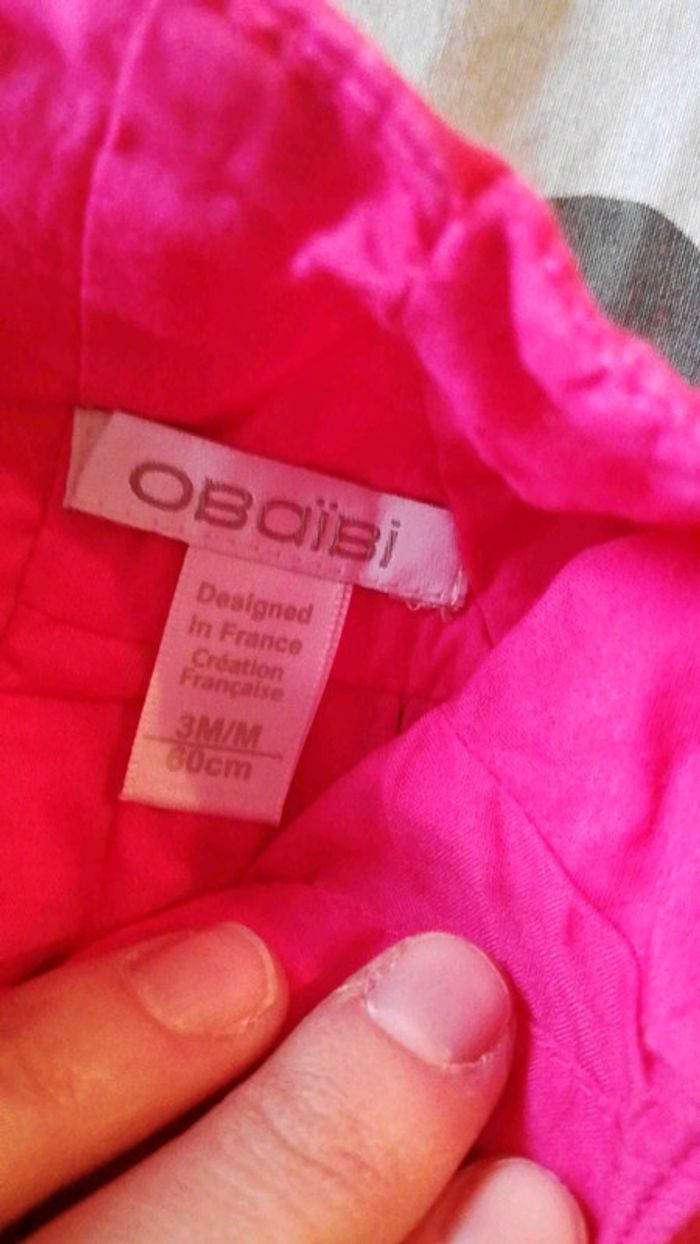 OBaïBi
Designed
in France
Création
Française
3M/M
60cm